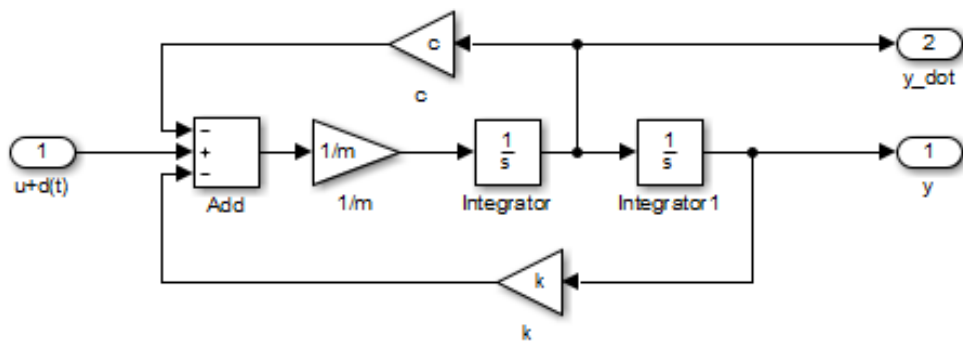 c
c
2
y_dot
1
u+d(t)
−
+
−
Add
1/m
1/m
1
s
Integrator
1
s
Integrator1
1
y
k
k